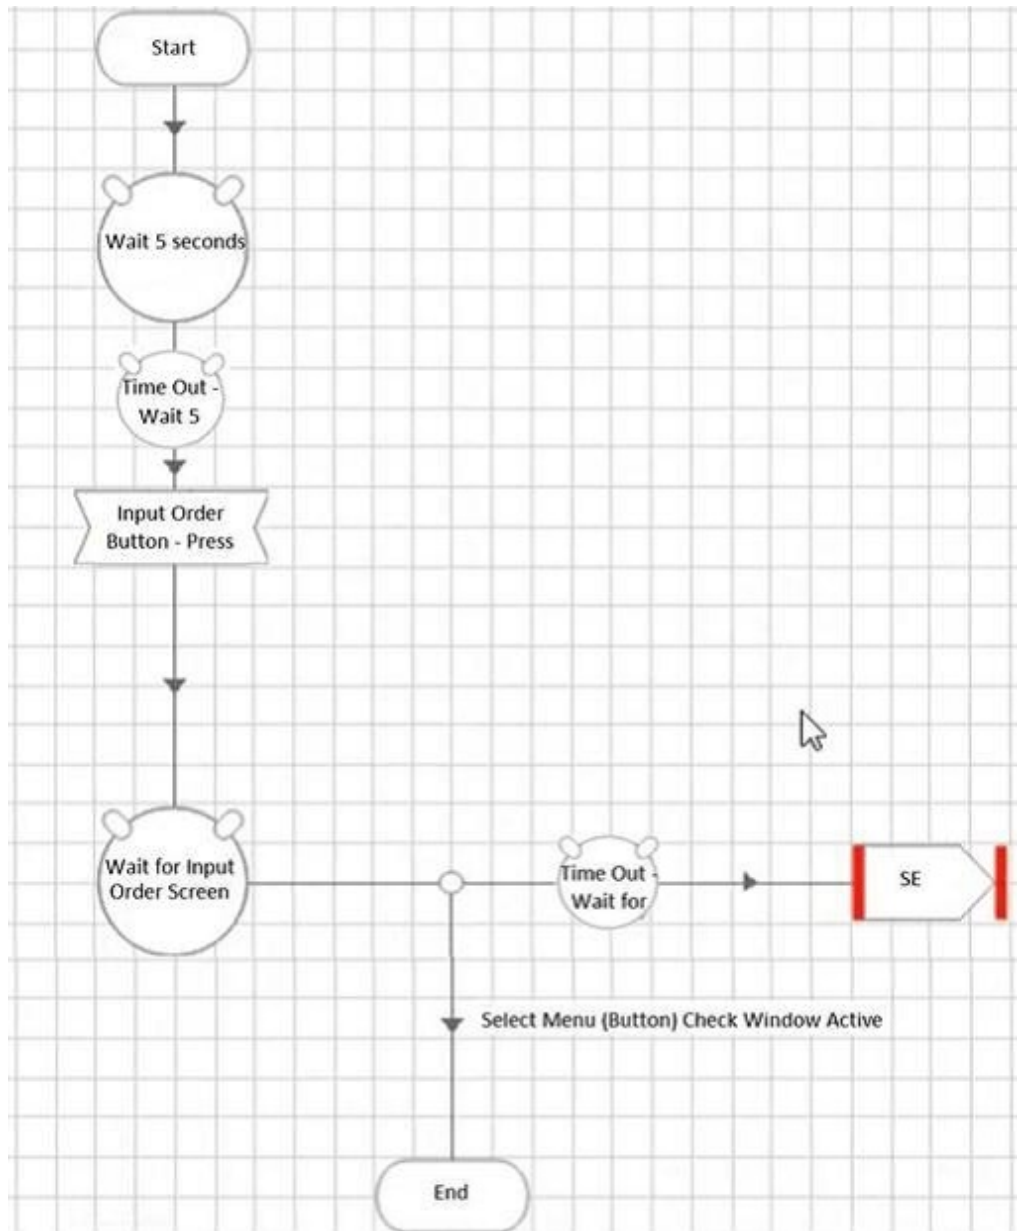 Start
Wait 5 seconds
Time Out -
Wait 5
Input Order
Button - Press
Wait for Input
Order Screen
Time Out -
Wait for
SE
Select Menu (Button) Check Window Active
End